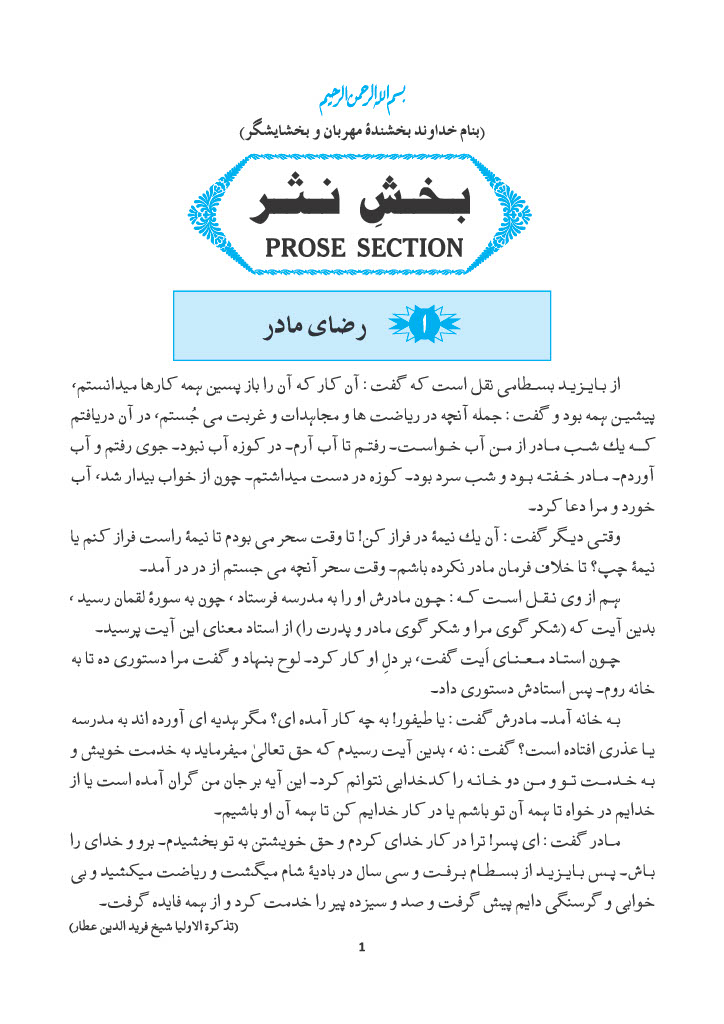 بسم الله الرحمن الرحیم
(بنام خداوند بخشندهٔ مهربان و بخشایشگر)
بخشِ نثر
PROSE SECTION
۱ رضای مادر
از بایزید بسطامی نقل است که گفت : آن کار که آن را باز پسین همه کارها میدانستم،
پیشین همه بود و گفت : جمله آنچه در ریاضت ها و مجاهدات و غربت می جُستم، در آن دریافتم
که یك شب مادر از من آب خواست۔ رفتم تا آب آرم۔ در کوزه آب نبود۔ جوی رفتم و آب
آوردم۔ مادر خفته بود و شب سرد بود۔ کوزه در دست میداشتم۔ چون از خواب بیدار شد، آب
خورد و مرا دعا کرد۔
وقتی دیگر گفت : آن یك نیمهٔ در فراز کن! تا وقت سحر می بودم تا نیمهٔ راست فراز کنم یا
نیمهٔ چپ؟ تا خلاف فرمان مادر نکرده باشم۔ وقت سحر آنچه می جستم از در در آمد۔
هم از وی نقل است که : چون مادرش او را به مدرسه فرستاد ، چون به سورهٔ لقمان رسید ،
بدین آیت که (شکر گوی مرا و شکر گوی مادر و پدرت را) از استاد معنای این آیت پرسید۔
چون استاد معنای اَیت گفت، بر دلِ او کار کرد۔ لوح بنهاد و گفت مرا دستوری ده تا به
خانه روم۔ پس استادش دستوری داد۔
به خانه آمد۔ مادرش گفت : یا طیفور! به چه کار آمده ای؟ مگر هدیه ای آورده اند به مدرسه
یا عذری افتاده است؟ گفت : نه ، بدین آیت رسیدم که حق تعالیٰ میفرماید به خدمت خویش و
به خدمت تو و من دو خانه را کدخدایی نتوانم کرد۔ این آیه بر جان من گران آمده است یا از
خدایم در خواه تا همه آن تو باشم یا در کار خدایم کن تا همه آن او باشیم۔
مادر گفت : ای پسر! ترا در کار خدای کردم و حق خویشتن به تو بخشیدم۔ برو و خدای را
باش۔ پس بایزید از بسطام برفت و سی سال در بادیهٔ شام میگشت و ریاضت میکشید و بی
خوابی و گرسنگی دایم پیش گرفت و صد و سیزده پیر را خدمت کرد و از همه فایده گرفت۔
(تذکرة الاولیا شیخ فرید الدین عطار)
1